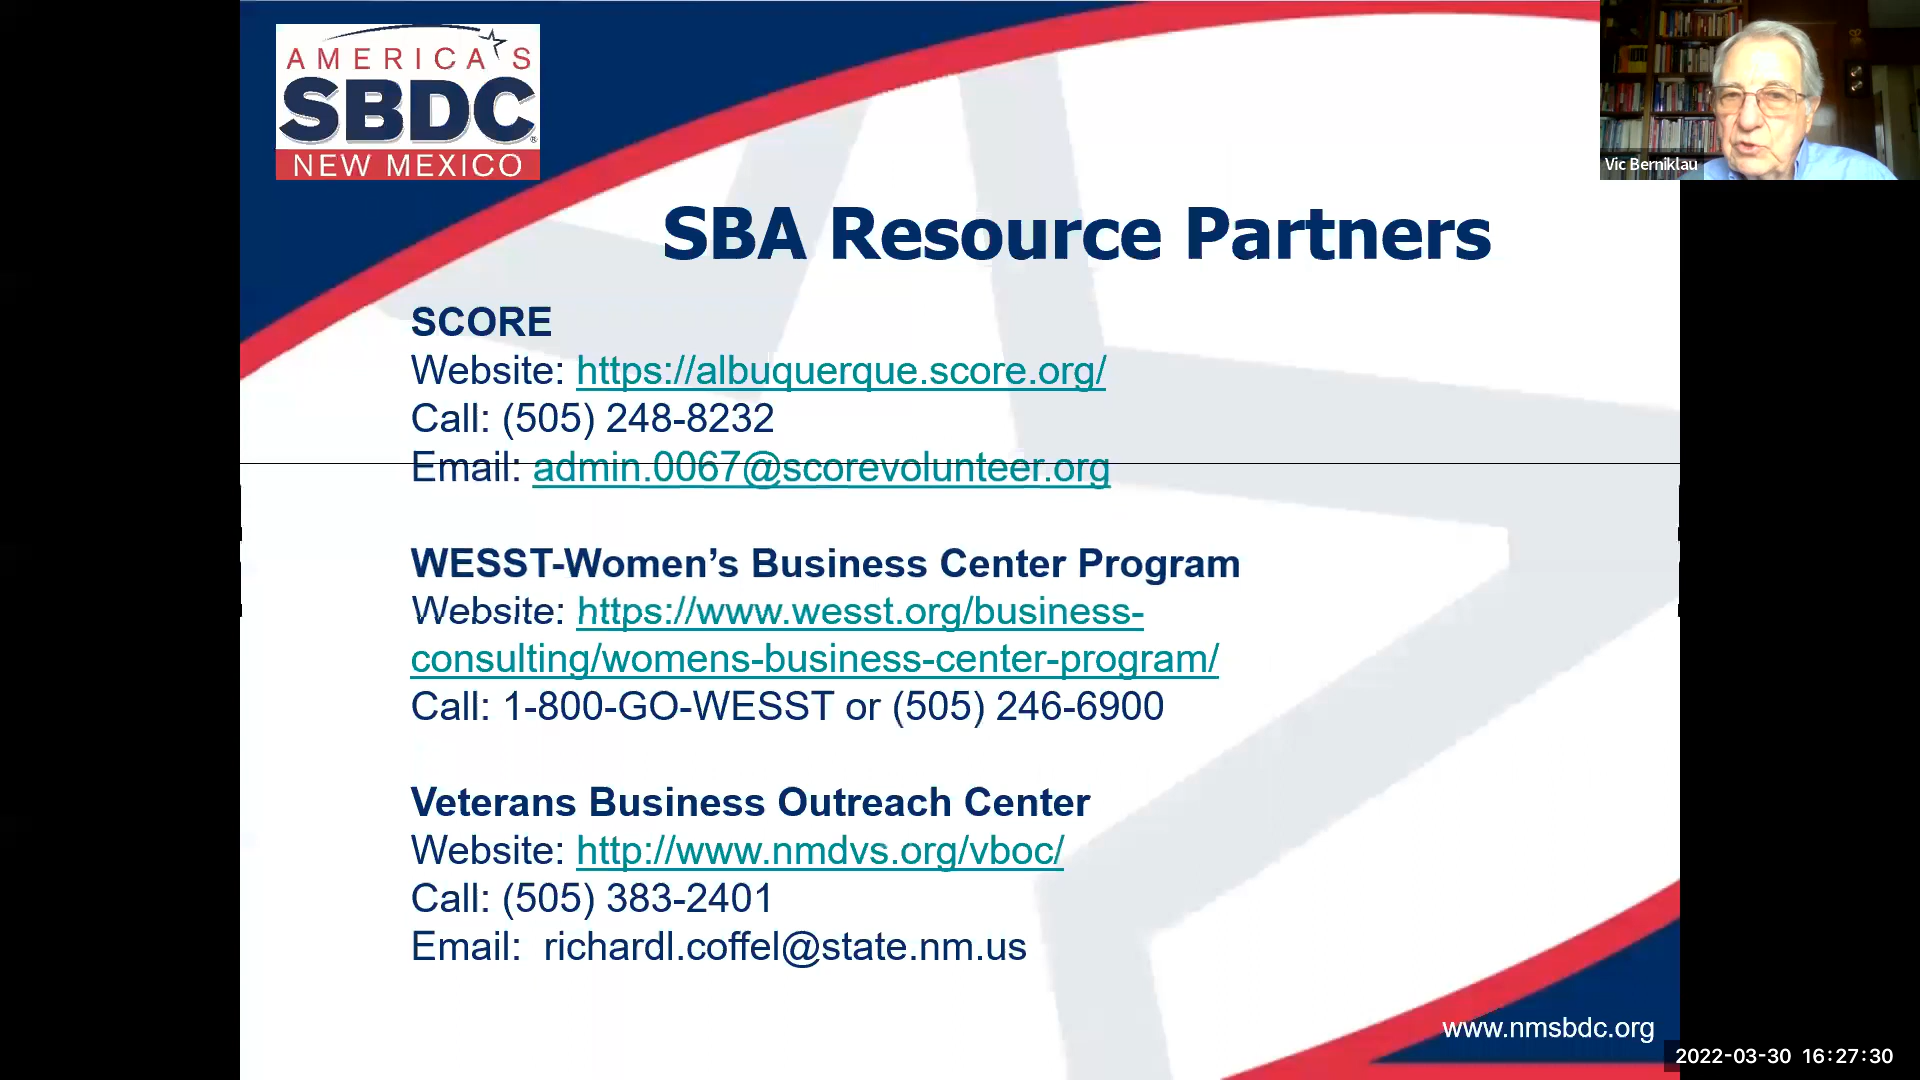 AMERICA'S
SBDC
NEW MEXICO
Vic Berniklau
SBA Resource Partners
SCORE
Website: https://albuquerque.score.org/
Call: (505) 248-8232
Email: admin.0067@scorevolunteer.org
WESST-Women’s Business Center Program
Website: https://www.wesst.org/business-
consulting/womens-business-center-program/
Call: 1-800-GO-WESST or (505) 246-6900
Veterans Business Outreach Center
Website: http://www.nmdvs.org/vboc/
Call: (505) 383-2401
Email: richardl.coffel@state.nm.us
www.nmsbdc.org
2022-03-30 16:27:30